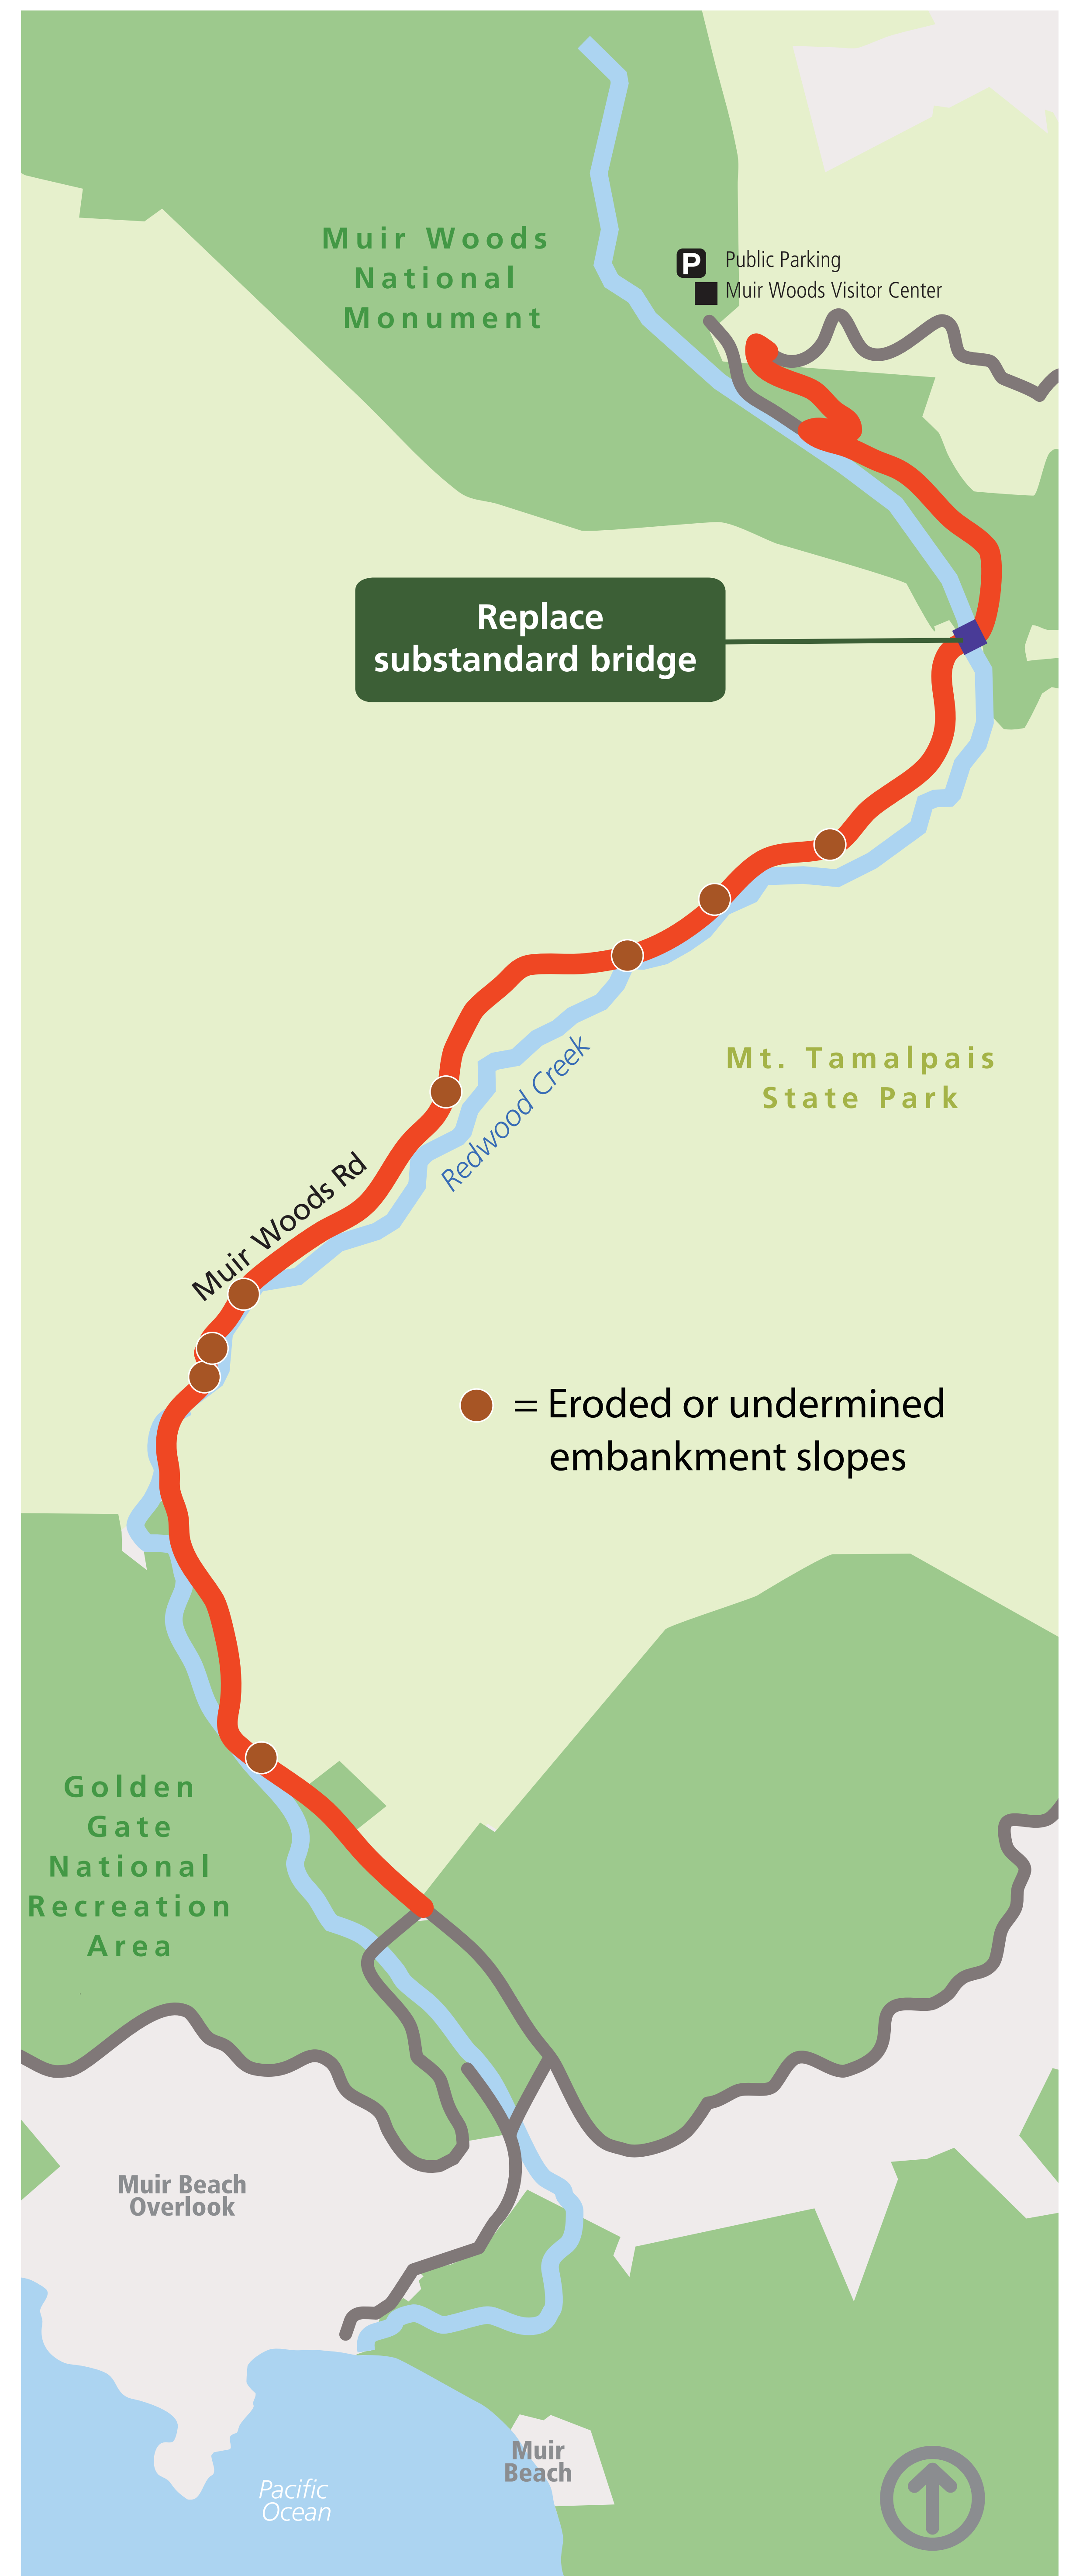 Muir Woods
National
Monument
P Public Parking
Muir Woods Visitor Center
Replace
substandard bridge
Mt. Tamalpais
State Park
Redwood Creek
Muir Woods Rd
= Eroded or undermined
embankment slopes
Golden
Gate
National
Recreation
Area
Muir Beach
Overlook
Muir
Beach
Pacific
Ocean